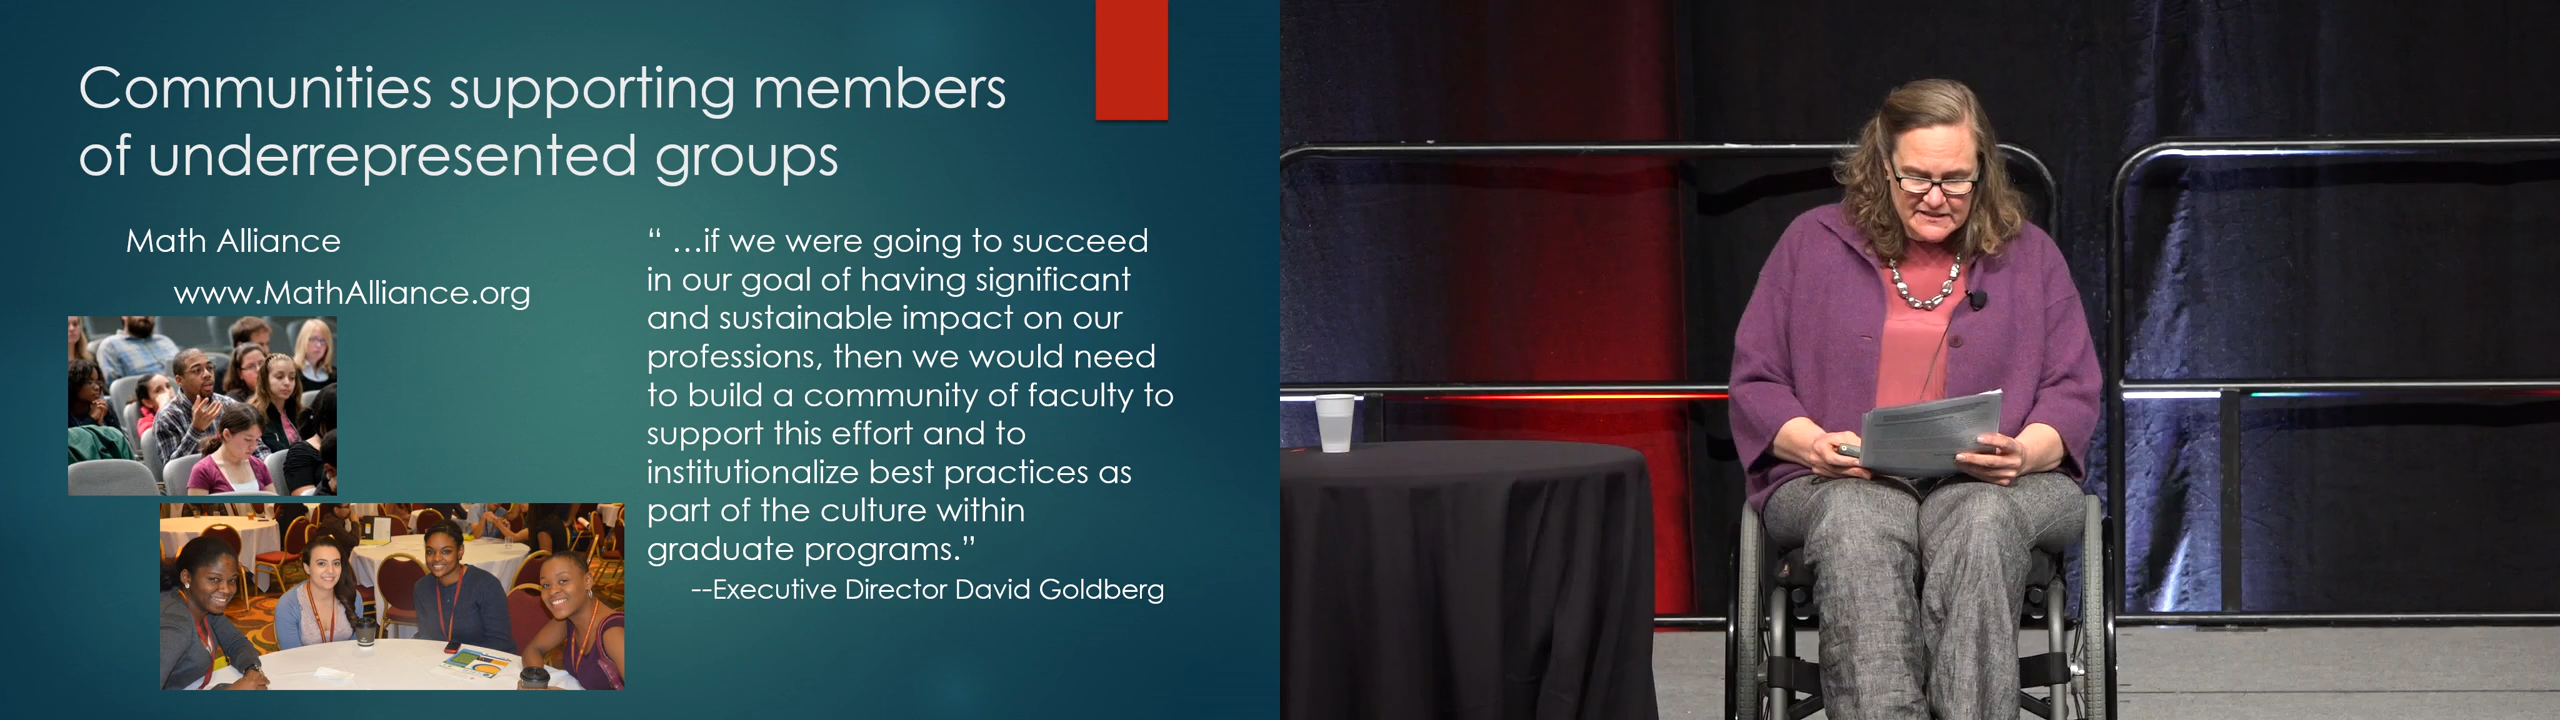 Communities supporting members
of underrepresented groups
Math Alliance
www.MathAlliance.org
“ …if we were going to succeed
in our goal of having significant
and sustainable impact on our
professions, then we would need
to build a community of faculty to
support this effort and to
institutionalize best practices as
part of the culture within
graduate programs.”
--Executive Director David Goldberg